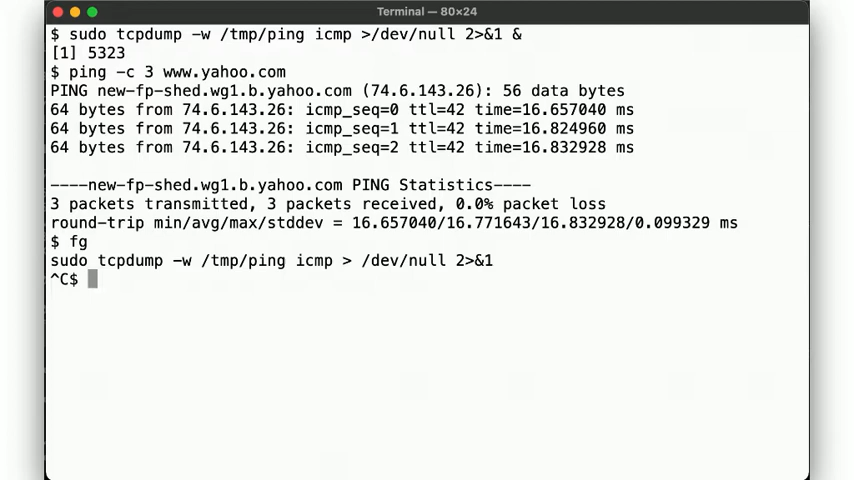 Terminal — 80×24
$ sudo tcpdump -w /tmp/ping icmp >/dev/null 2>&1 &
[1] 5323
$ ping -c 3 www.yahoo.com
PING new-fp-shed.wg1.b.yahoo.com (74.6.143.26): 56 data bytes
64 bytes from 74.6.143.26: icmp_seq=0 ttl=42 time=16.657040 ms
64 bytes from 74.6.143.26: icmp_seq=1 ttl=42 time=16.824960 ms
64 bytes from 74.6.143.26: icmp_seq=2 ttl=42 time=16.832928 ms
----new-fp-shed.wg1.b.yahoo.com PING Statistics----
3 packets transmitted, 3 packets received, 0.0% packet loss
round-trip min/avg/max/stddev = 16.657040/16.771643/16.832928/0.099329 ms
$ fg
sudo tcpdump -w /tmp/ping icmp > /dev/null 2>&1
^C$